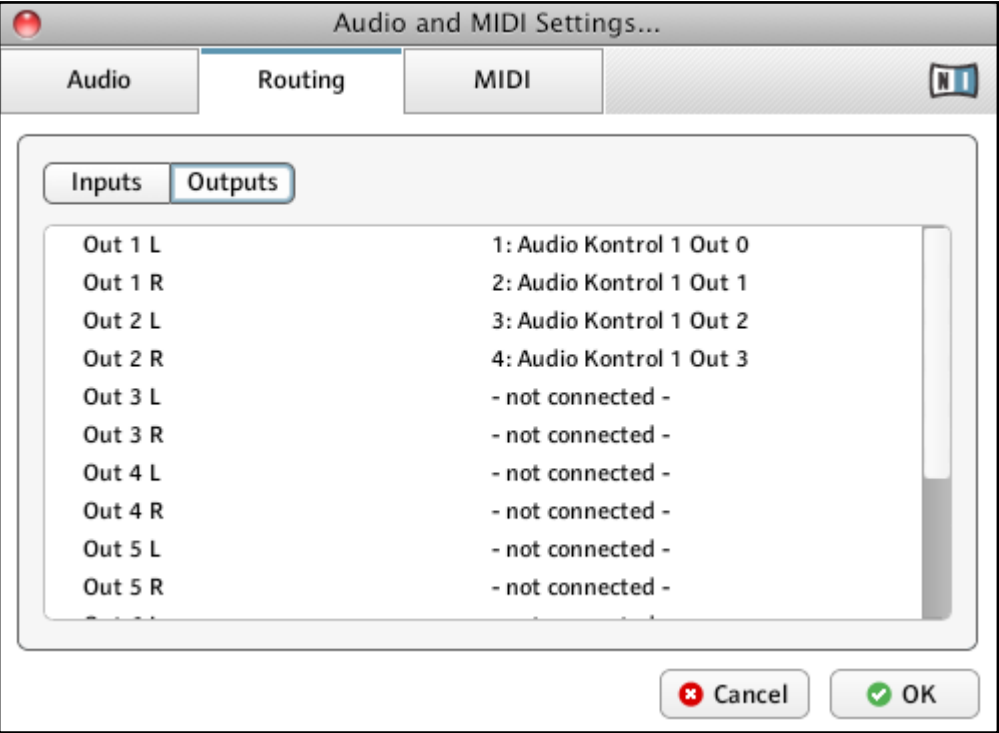 Audio and MIDI Settings...
Audio Routing MIDI NI
Inputs Outputs
Out 1 L 1: Audio Kontrol 1 Out 0
Out 1 R 2: Audio Kontrol 1 Out 1
Out 2 L 3: Audio Kontrol 1 Out 2
Out 2 R 4: Audio Kontrol 1 Out 3
Out 3 L - not connected -
Out 3 R - not connected -
Out 4 L - not connected -
Out 4 R - not connected -
Out 5 L - not connected -
Out 5 R - not connected -
Cancel OK